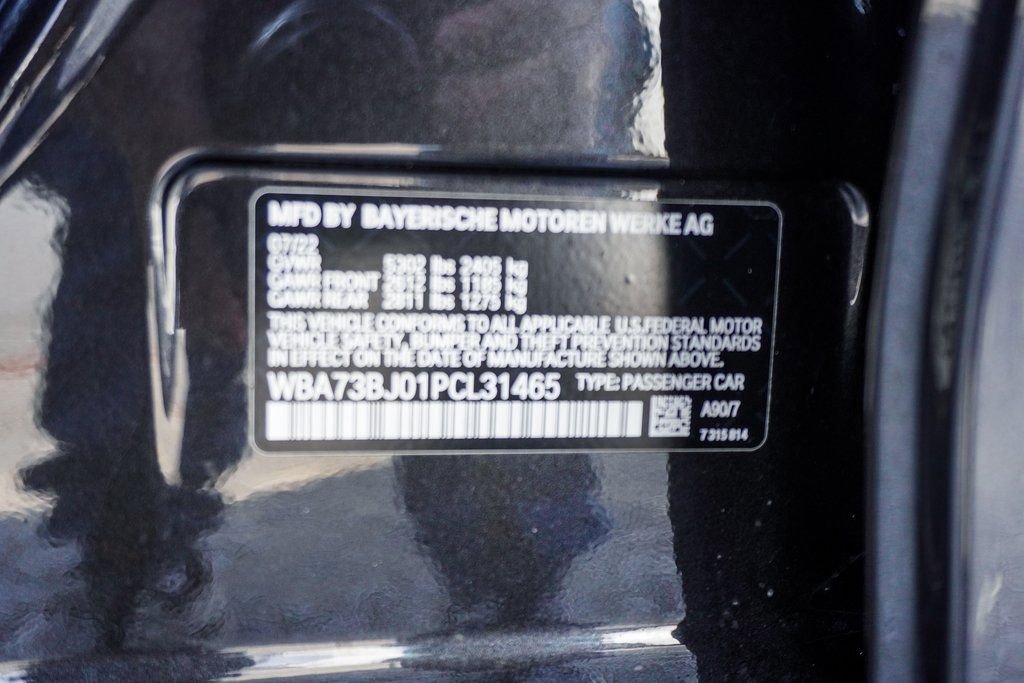 MFD BY BAYERISCHE MOTOREN WERKE AG
07/22
GVWR 5302 lbs 2405 kg
GAWR FRONT 2612 lbs 1185 kg
GAWR REAR 2811 lbs 1275 kg
THIS VEHICLE CONFORMS TO ALL APPLICABLE U.S. FEDERAL MOTOR
VEHICLE SAFETY, BUMPER AND THEFT PREVENTION STANDARDS
IN EFFECT ON THE DATE OF MANUFACTURE SHOWN ABOVE.
WBA73BJ01PCL31465 TYPE: PASSENGER CAR
A90/7
7 315 814